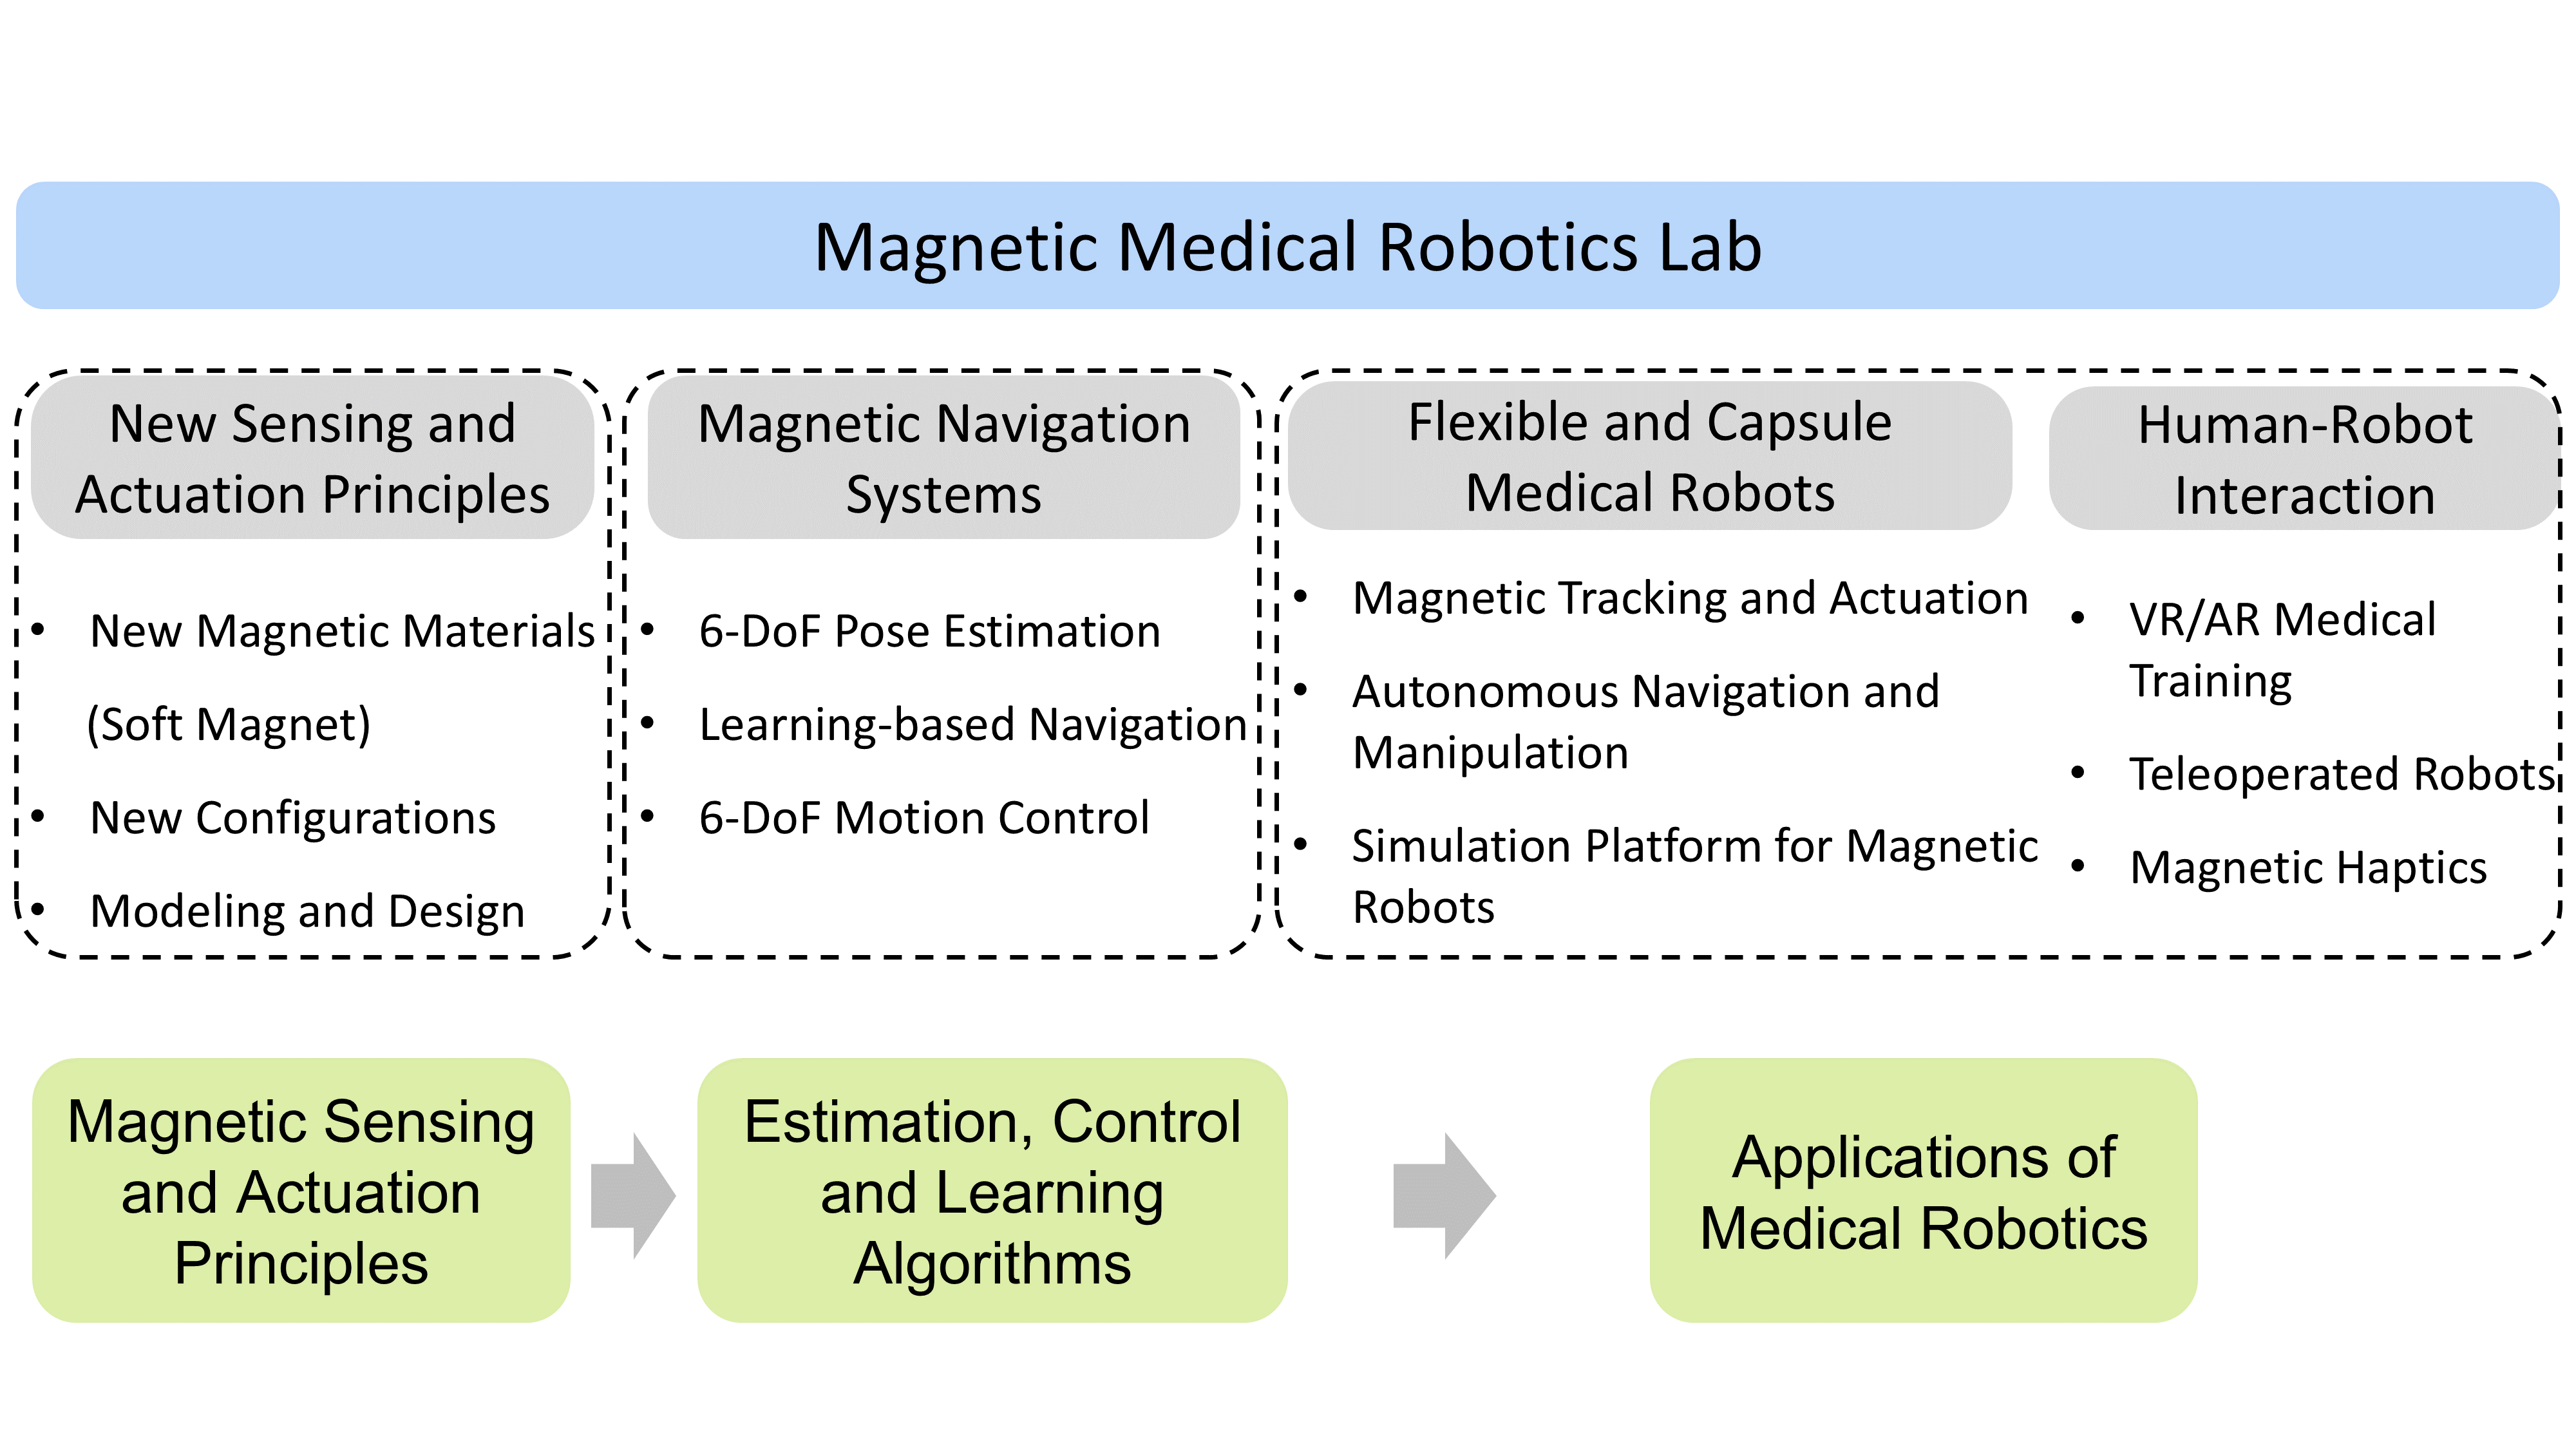 Magnetic Medical Robotics Lab
New Sensing and
Actuation Principles
• New Magnetic Materials
(Soft Magnet)
• New Configurations
• Modeling and Design
Magnetic Navigation
Systems
• 6-DoF Pose Estimation
• Learning-based Navigation
• 6-DoF Motion Control
Flexible and Capsule
Medical Robots
• Magnetic Tracking and Actuation
• Autonomous Navigation and
Manipulation
• Simulation Platform for Magnetic
Robots
Human-Robot
Interaction
• VR/AR Medical
Training
• Teleoperated Robots
• Magnetic Haptics
Magnetic Sensing
and Actuation
Principles
Estimation, Control
and Learning
Algorithms
Applications of
Medical Robotics